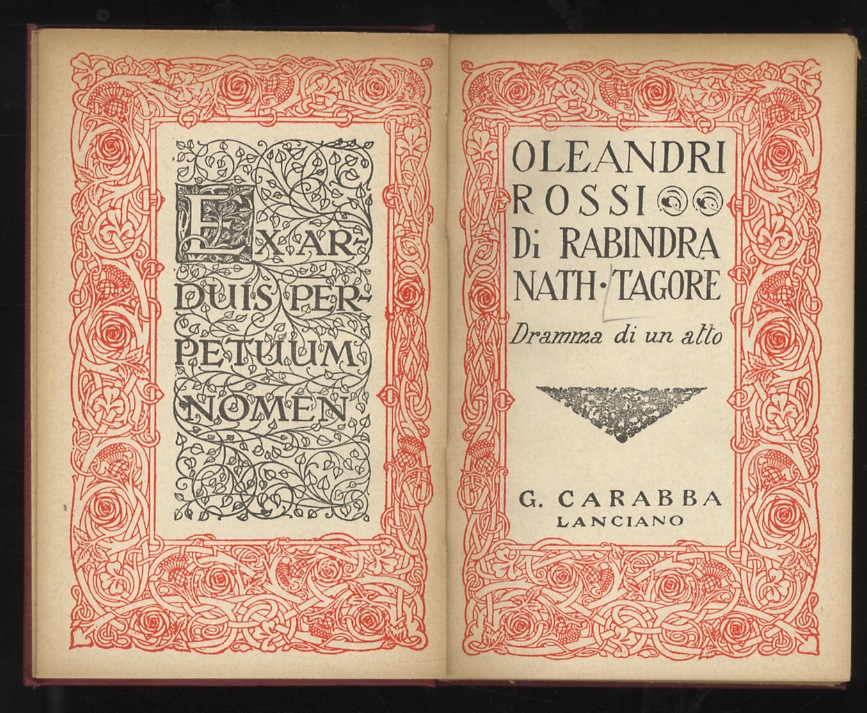 EX AR-
DUIS PER-
PETUUM
NOMEN
OLEANDRI
ROSSI
Di RABINDRA
NATH·TAGORE
Dramma di un atto
G. CARABBA
LANCIANO